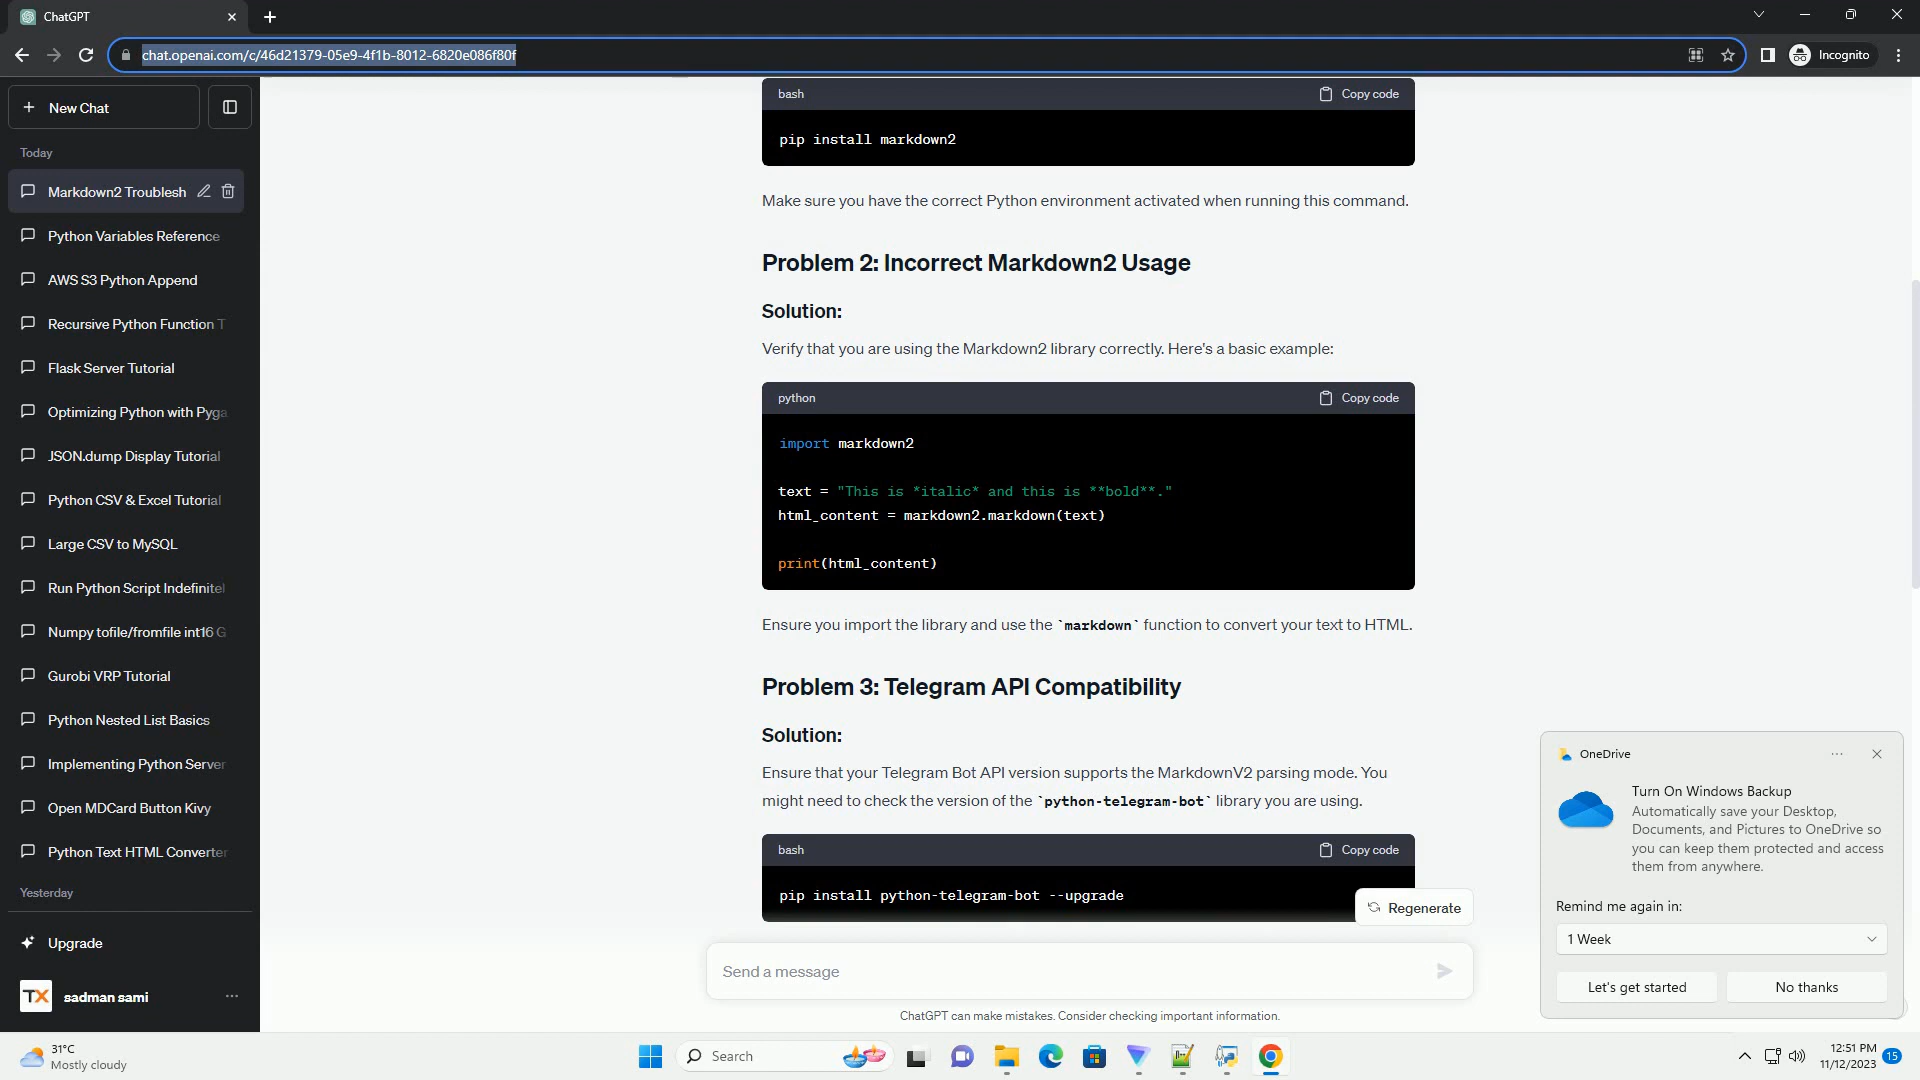 ChatGPT
chat.openai.com/c/46d21379-05e9-4f1b-8012-6820e086f80f
Incognito
New Chat
Today
Markdown2 Troublesh
Python Variables Reference
AWS S3 Python Append
Recursive Python Function T
Flask Server Tutorial
Optimizing Python with Pyga
JSON.dump Display Tutorial
Python CSV & Excel Tutorial
Large CSV to MySQL
Run Python Script Indefinitel
Numpy tofile/fromfile int16 G
Gurobi VRP Tutorial
Python Nested List Basics
Implementing Python Server
Open MDCard Button Kivy
Python Text HTML Converter
Yesterday
Upgrade
TX
sadman sami
bash
Copy code
pip install markdown2
Make sure you have the correct Python environment activated when running this command.
Problem 2: Incorrect Markdown2 Usage
Solution:
Verify that you are using the Markdown2 library correctly. Here's a basic example:
python
Copy code
import markdown2
text = "This is *italic* and this is **bold**."
html_content = markdown2.markdown(text)
print(html_content)
Ensure you import the library and use the `markdown` function to convert your text to HTML.
Problem 3: Telegram API Compatibility
Solution:
Ensure that your Telegram Bot API version supports the MarkdownV2 parsing mode. You
might need to check the version of the `python-telegram-bot` library you are using.
bash
Copy code
pip install python-telegram-bot --upgrade
Regenerate
Send a message
ChatGPT can make mistakes. Consider checking important information.
OneDrive
Turn On Windows Backup
Automatically save your Desktop,
Documents, and Pictures to OneDrive so
you can keep them protected and access
them from anywhere.
Remind me again in:
1 Week
Let's get started
No thanks
31°C
Mostly cloudy
Search
12:51 PM
11/12/2023
15